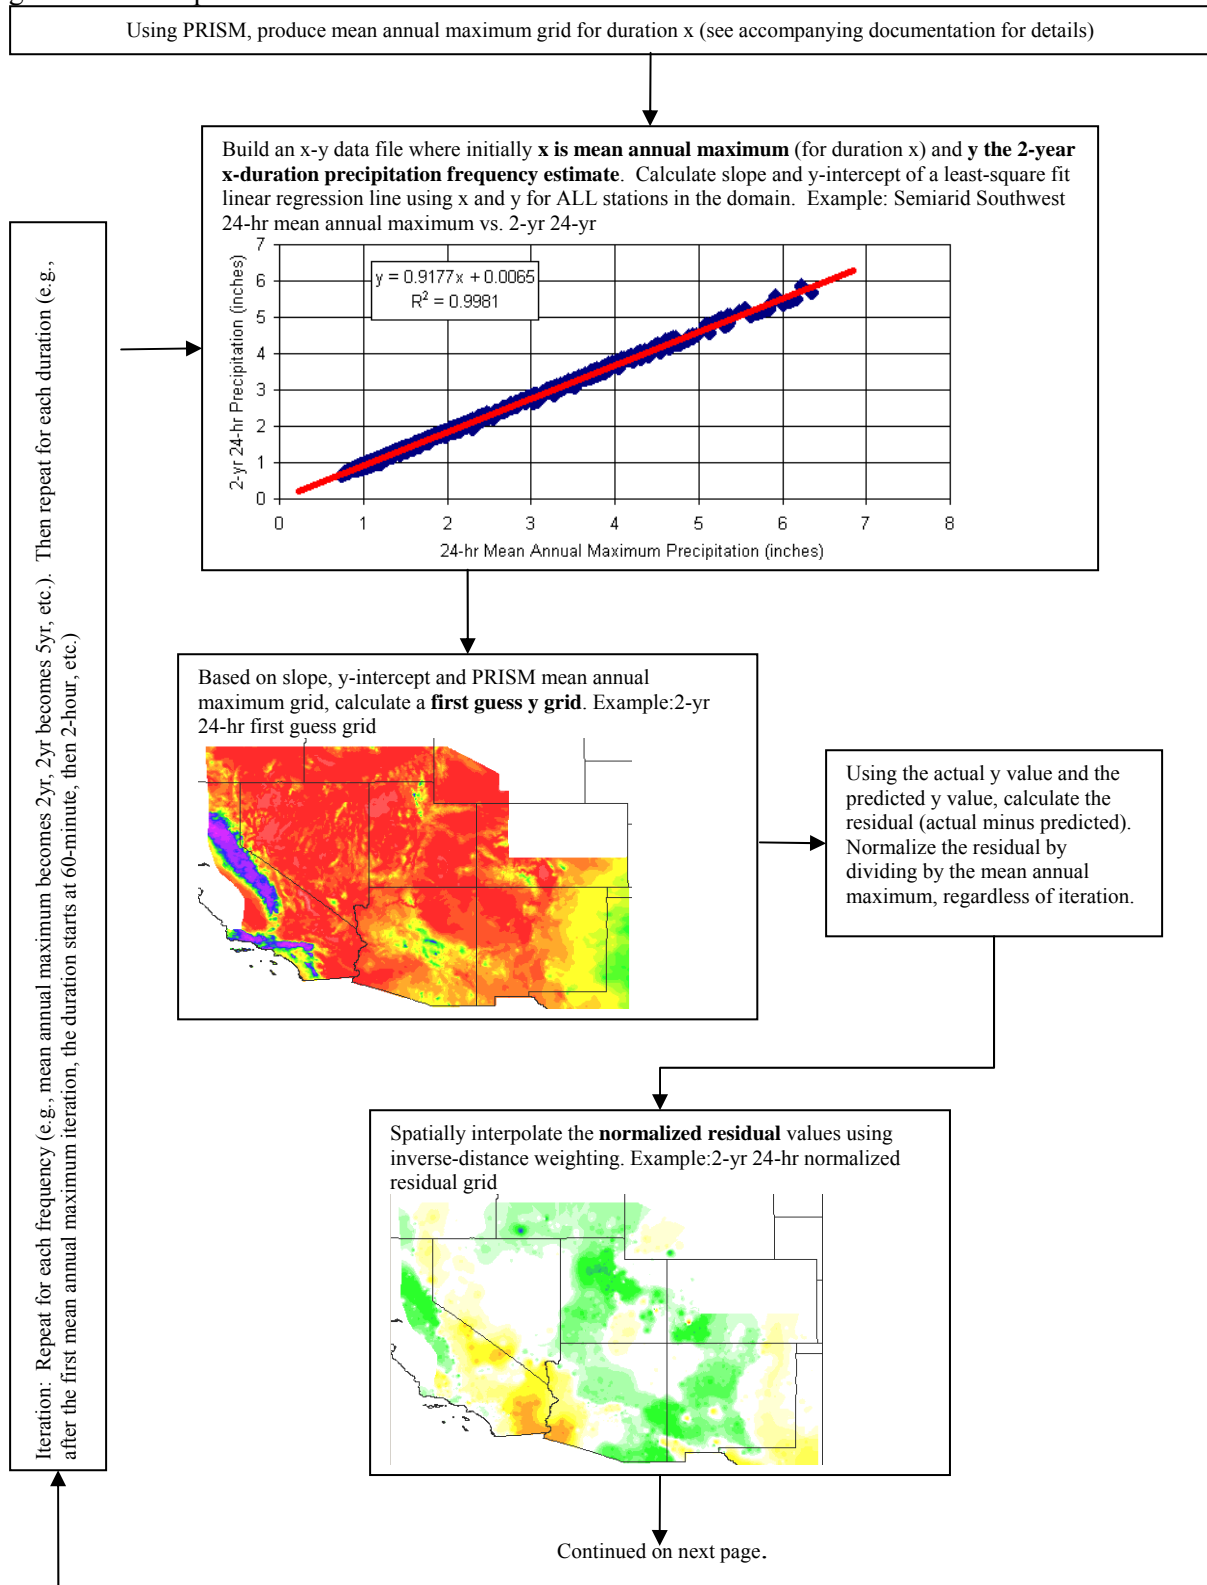 Using PRISM, produce mean annual maximum grid for duration x (see accompanying documentation for details)
Build an x-y data file where initially x is mean annual maximum (for duration x) and y the 2-year
x-duration precipitation frequency estimate. Calculate slope and y-intercept of a least-square fit
linear regression line using x and y for ALL stations in the domain. Example: Semiarid Southwest
24-hr mean annual maximum vs. 2-yr 24-yr
y = 0.9177x + 0.0065
R² = 0.9981
2-yr 24-hr Precipitation (inches)
7
6
5
4
3
2
1
0
0 1 2 3 4 5 6 7 8
24-hr Mean Annual Maximum Precipitation (inches)
Iteration: Repeat for each frequency (e.g., mean annual maximum becomes 2yr, 2yr becomes 5yr, etc.). Then repeat for each duration (e.g.,
after the first mean annual maximum iteration, the duration starts at 60-minute, then 2-hour, etc.)
Based on slope, y-intercept and PRISM mean annual
maximum grid, calculate a first guess y grid. Example:2-yr
24-hr first guess grid
Using the actual y value and the
predicted y value, calculate the
residual (actual minus predicted).
Normalize the residual by
dividing by the mean annual
maximum, regardless of iteration.
Spatially interpolate the normalized residual values using
inverse-distance weighting. Example:2-yr 24-hr normalized
residual grid
Continued on next page.